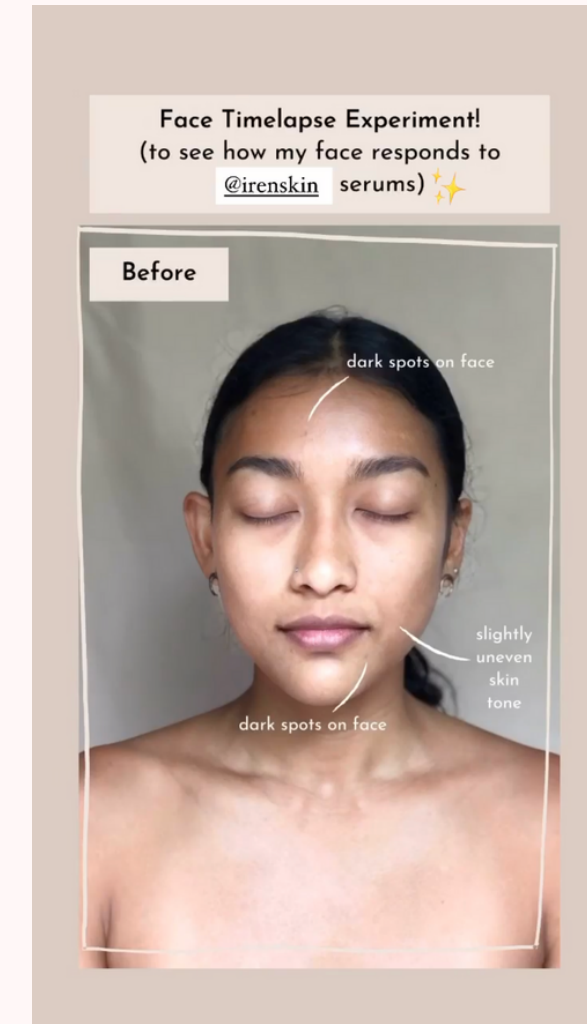 Face Timelapse Experiment!
(to see how my face responds to
@irenskin serums)✨
Before
dark spots on face
slightly
uneven
skin
tone
dark spots on face